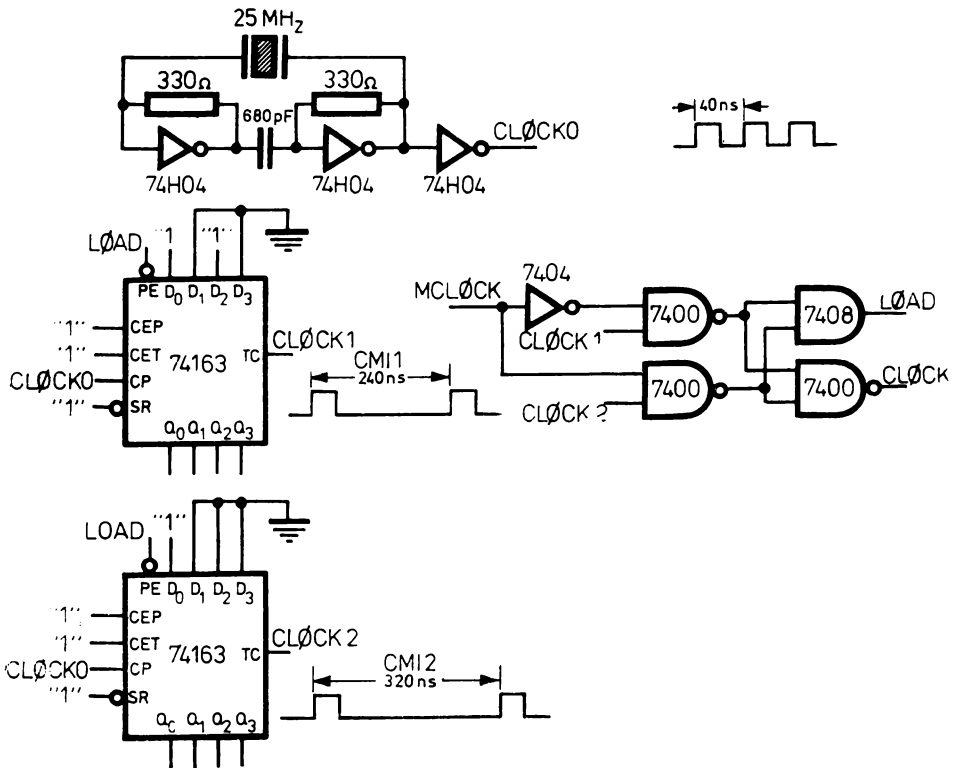 25 MHz
330Ω
330Ω
680pF
74H04
74H04
74H04
CLØCK0
40ns
LØAD
"1
"1"
PE D0 D1 D2 D3
"1"
CEP
"1"
CET
74163
TC
CLØCK1
CLØCK0
CP
"1"
SR
Q0 Q1 Q2 Q3
CMI1
240ns
MCLØCK
7404
CLØCK 1
7400
7408
LØAD
CLØCK 2
7400
7400
CLØCK
LOAD
"1"
PE D0 D1 D2 D3
"1"
CEP
"1"
CET
74163
TC
CLØCK2
CLØCK0
CP
"1"
SR
Q0 Q1 Q2 Q3
CMI2
320ns